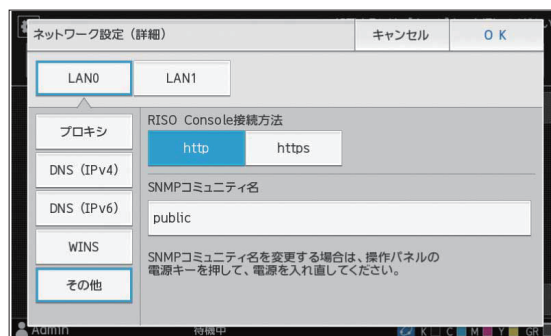 ネットワーク設定（詳細）
キャンセル
ＯＫ
LAN0
LAN1
プロキシ
DNS（IPv4）
DNS（IPv6）
WINS
その他
RISO Console接続方法
http
https
SNMPコミュニティ名
public
SNMPコミュニティ名を変更する場合は、操作パネルの
電源キーを押して、電源を入れ直してください。
Admin
待機中
K C M Y GR